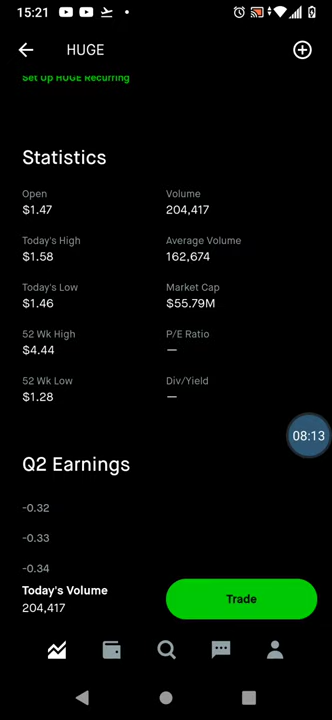 15:21
HUGE
Set Up HUGE Recurring
Statistics
Open
Volume
$1.47
204,417
Today's High
Average Volume
$1.58
162,674
Today's Low
Market Cap
$1.46
$55.79M
52 Wk High
P/E Ratio
$4.44
—
52 Wk Low
Div/Yield
$1.28
—
08:13
Q2 Earnings
-0.32
-0.33
-0.34
Today's Volume
204,417
Trade